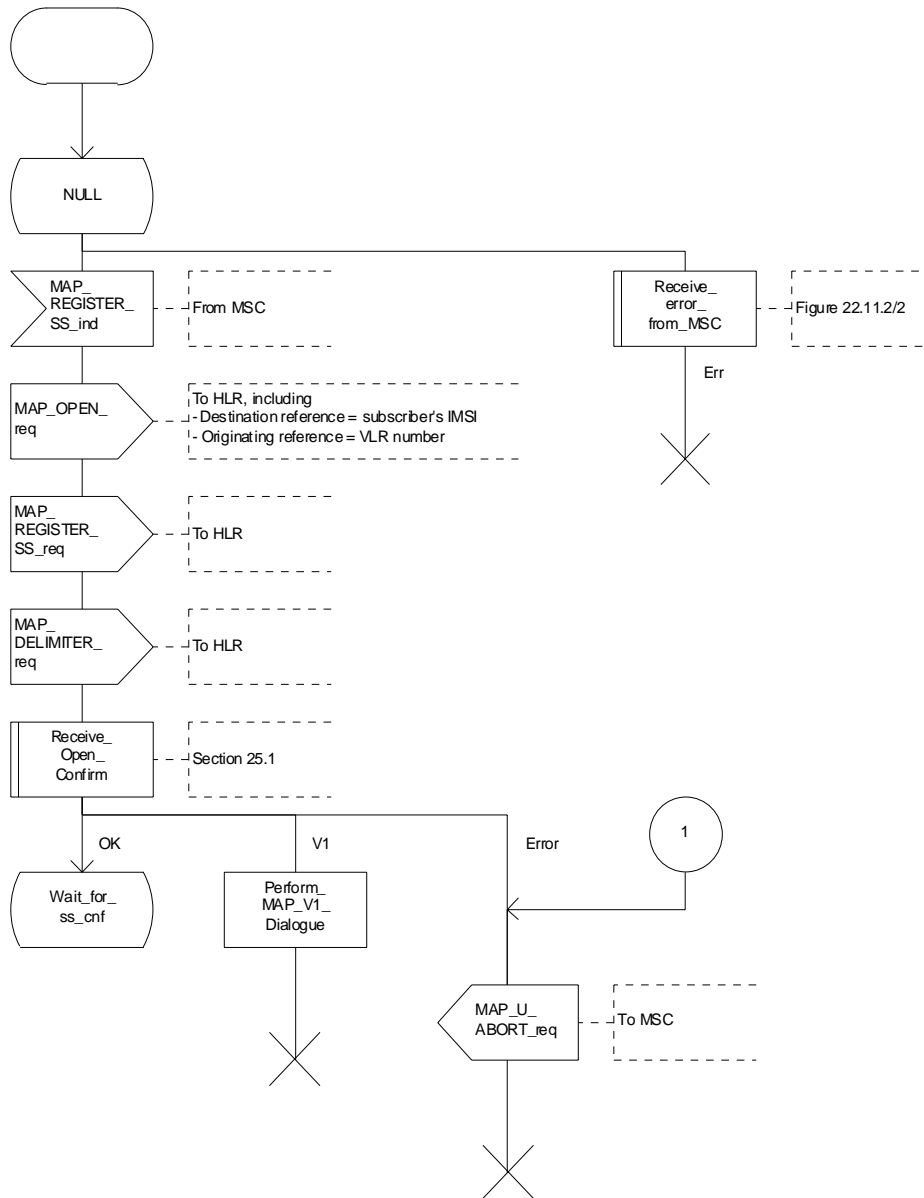 NULL
MAP_
REGISTER_
SS_ind
From MSC
Receive_
error_
from_MSC
Figure 22.11.2/2
Err
MAP_OPEN_
req
To HLR, including
- Destination reference = subscriber's IMSI
- Originating reference = VLR number
MAP_
REGISTER_
SS_req
To HLR
MAP_
DELIMITER_
req
To HLR
Receive_
Open_
Confirm
Section 25.1
OK
V1
Error
1
Wait_for_
ss_cnf
Perform_
MAP_V1_
Dialogue
MAP_U_
ABORT_req
To MSC